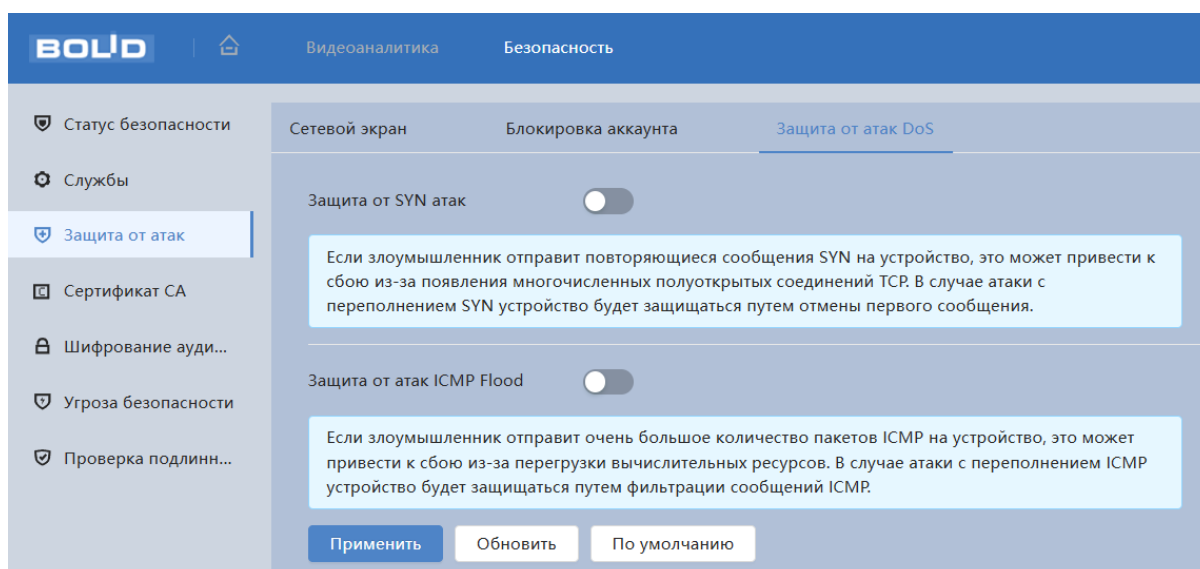 BOLID
Видеоаналитика
Безопасность
Статус безопасности
Службы
Защита от атак
Сертификат CA
Шифрование ауди...
Угроза безопасности
Проверка подлинн...
Сетевой экран
Блокировка аккаунта
Защита от атак DoS
Защита от SYN атак
Если злоумышленник отправит повторяющиеся сообщения SYN на устройство, это может привести к
сбою из-за появления многочисленных полуоткрытых соединений TCP. В случае атаки с
переполнением SYN устройство будет защищаться путем отмены первого сообщения.
Защита от атак ICMP Flood
Если злоумышленник отправит очень большое количество пакетов ICMP на устройство, это может
привести к сбою из-за перегрузки вычислительных ресурсов. В случае атаки с переполнением ICMP
устройство будет защищаться путем фильтрации сообщений ICMP.
Применить
Обновить
По умолчанию